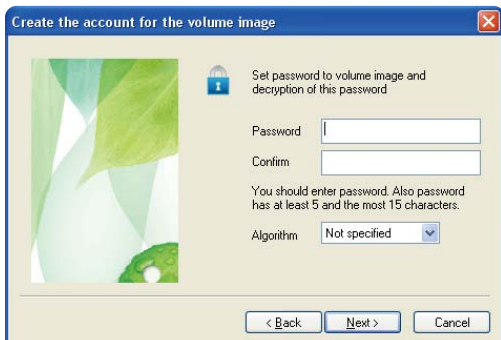 Create the account for the volume image
Set password to volume image and
decryption of this password
Password
Confirm
You should enter password. Also password
has at least 5 and the most 15 characters.
Algorithm Not specified
< Back Next > Cancel